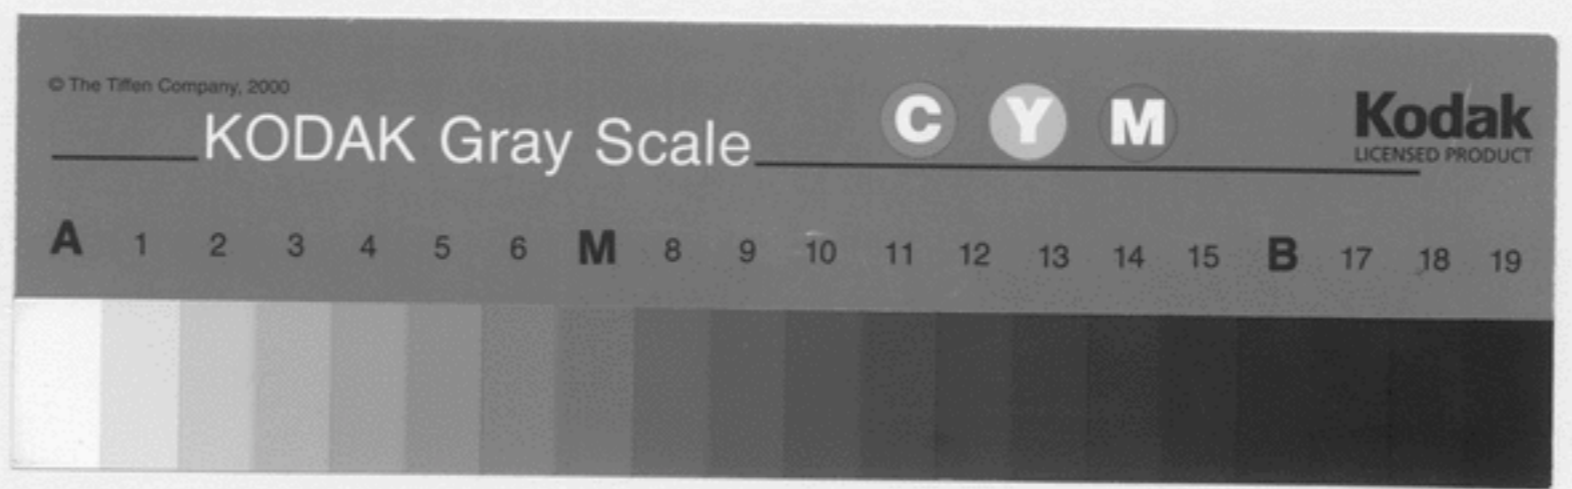 © The Tiffen Company, 2000
KODAK Gray Scale
C Y M
Kodak
LICENSED PRODUCT
A 1 2 3 4 5 6 M 8 9 10 11 12 13 14 15 B 17 18 19